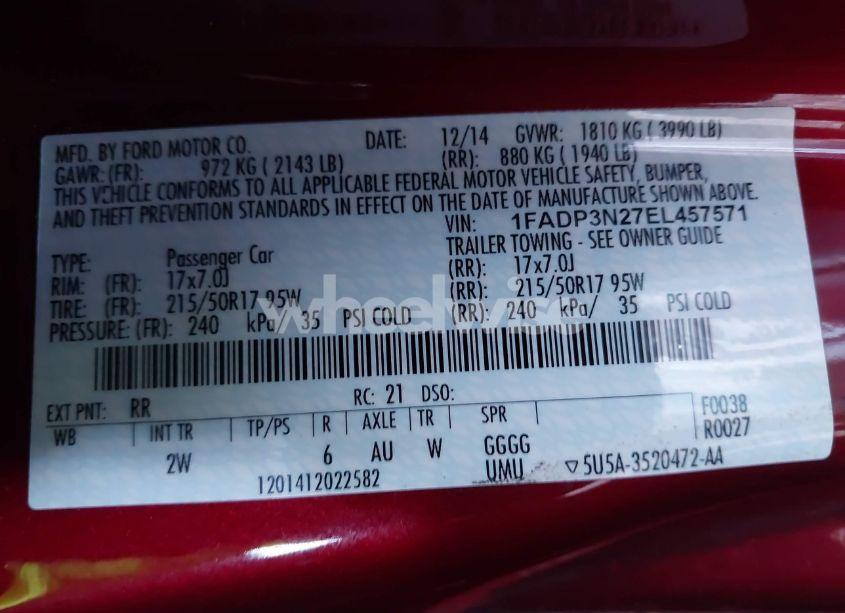 MFD. BY FORD MOTOR CO. DATE: 12/14 GVWR: 1810 KG ( 3990 LB)
GAWR: (FR): 972 KG ( 2143 LB) (RR): 880 KG ( 1940 LB)
THIS VEHICLE CONFORMS TO ALL APPLICABLE FEDERAL MOTOR VEHICLE SAFETY, BUMPER,
AND THEFT PREVENTION STANDARDS IN EFFECT ON THE DATE OF MANUFACTURE SHOWN ABOVE.
VIN: 1FADP3N27EL457571
TYPE: Passenger Car TRAILER TOWING - SEE OWNER GUIDE
RIM: (FR): 17x7.0J (RR): 17x7.0J
TIRE: (FR): 215/50R17 95W (RR): 215/50R17 95W
PRESSURE: (FR): 240 kPa/ 35 PSI COLD (RR): 240 kPa/ 35 PSI COLD
wheelwise
EXT PNT: RR RC: 21 DSO: F0038
WB INT TR TP/PS R AXLE TR SPR R0027
2W 6 AU W GGGG
1201412022582 UMU ▽5U5A-3520472-AA